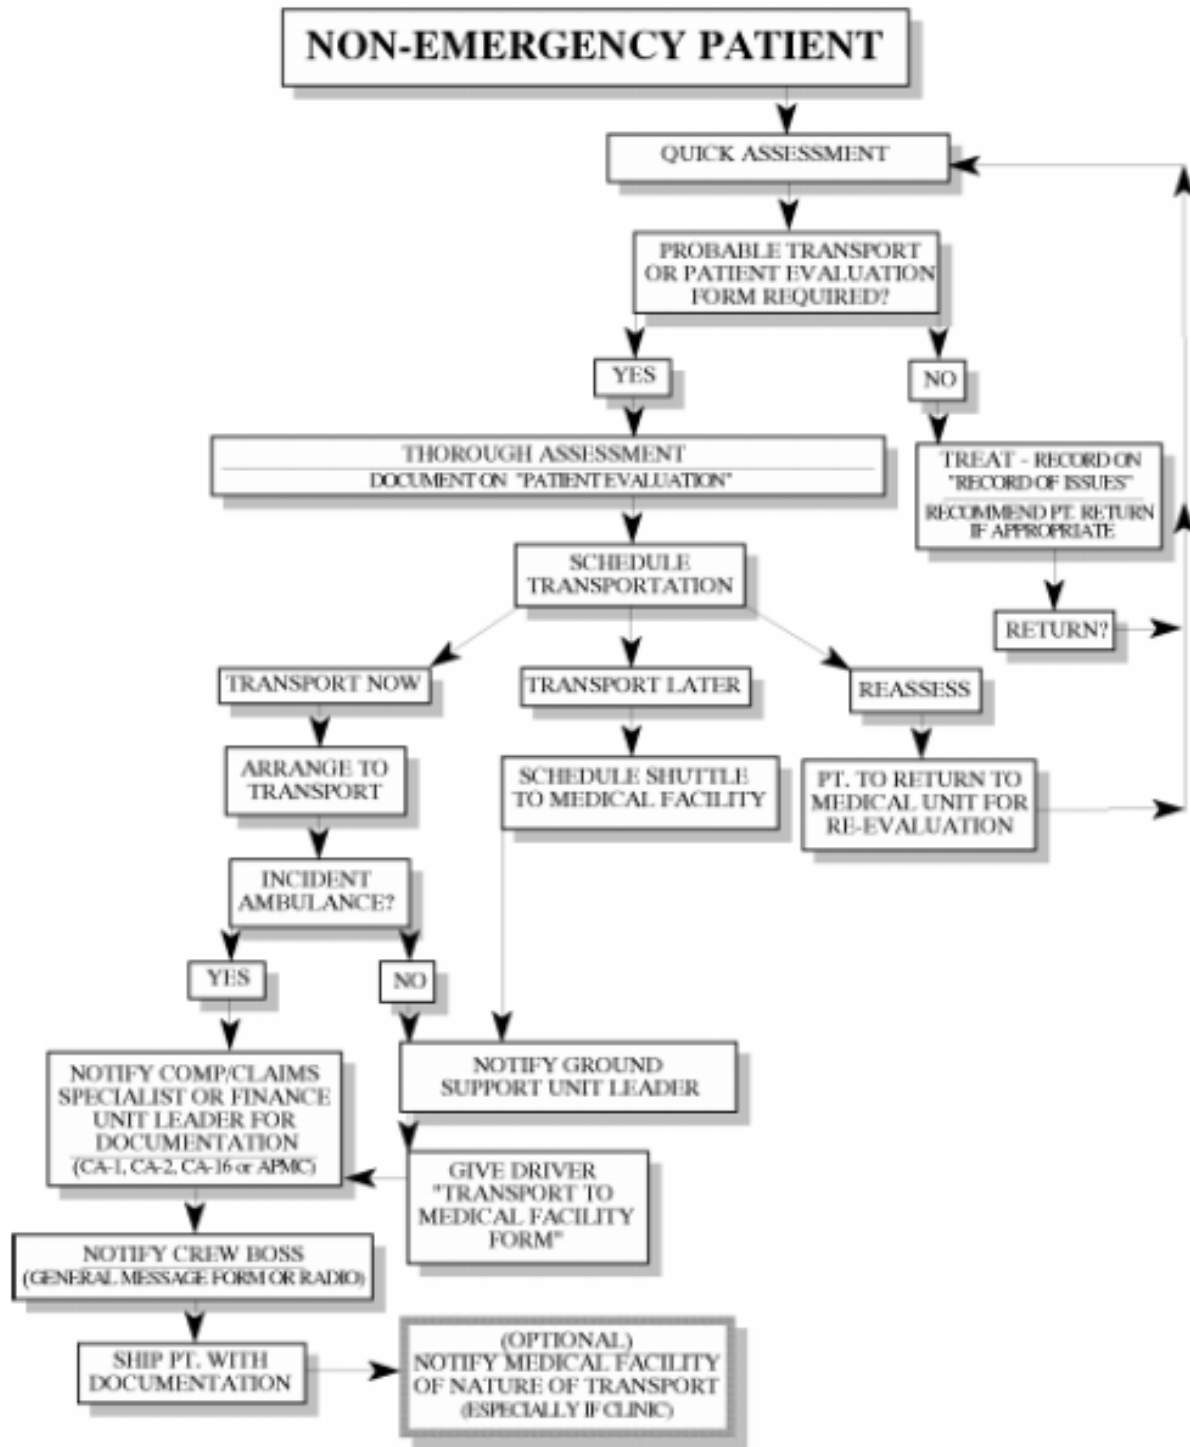 NON-EMERGENCY PATIENT
QUICK ASSESSMENT
PROBABLE TRANSPORT
OR PATIENT EVALUATION
FORM REQUIRED?
YES
NO
THOROUGH ASSESSMENT
DOCUMENT ON "PATIENT EVALUATION"
TREAT - RECORD ON
"RECORD OF ISSUES"
RECOMMEND PT. RETURN
IF APPROPRIATE
SCHEDULE
TRANSPORTATION
RETURN?
TRANSPORT NOW
TRANSPORT LATER
REASSESS
ARRANGE TO
TRANSPORT
SCHEDULE SHUTTLE
TO MEDICAL FACILITY
PT. TO RETURN TO
MEDICAL UNIT FOR
RE-EVALUATION
INCIDENT
AMBULANCE?
YES
NO
NOTIFY COMP/CLAIMS
SPECIALIST OR FINANCE
UNIT LEADER FOR
DOCUMENTATION
(CA-1, CA-2, CA-16 or APMC)
NOTIFY GROUND
SUPPORT UNIT LEADER
GIVE DRIVER
"TRANSPORT TO
MEDICAL FACILITY
FORM"
NOTIFY CREW BOSS
(GENERAL MESSAGE FORM OR RADIO)
SHIP PT. WITH
DOCUMENTATION
(OPTIONAL)
NOTIFY MEDICAL FACILITY
OF NATURE OF TRANSPORT
(ESPECIALLY IF CLINIC)